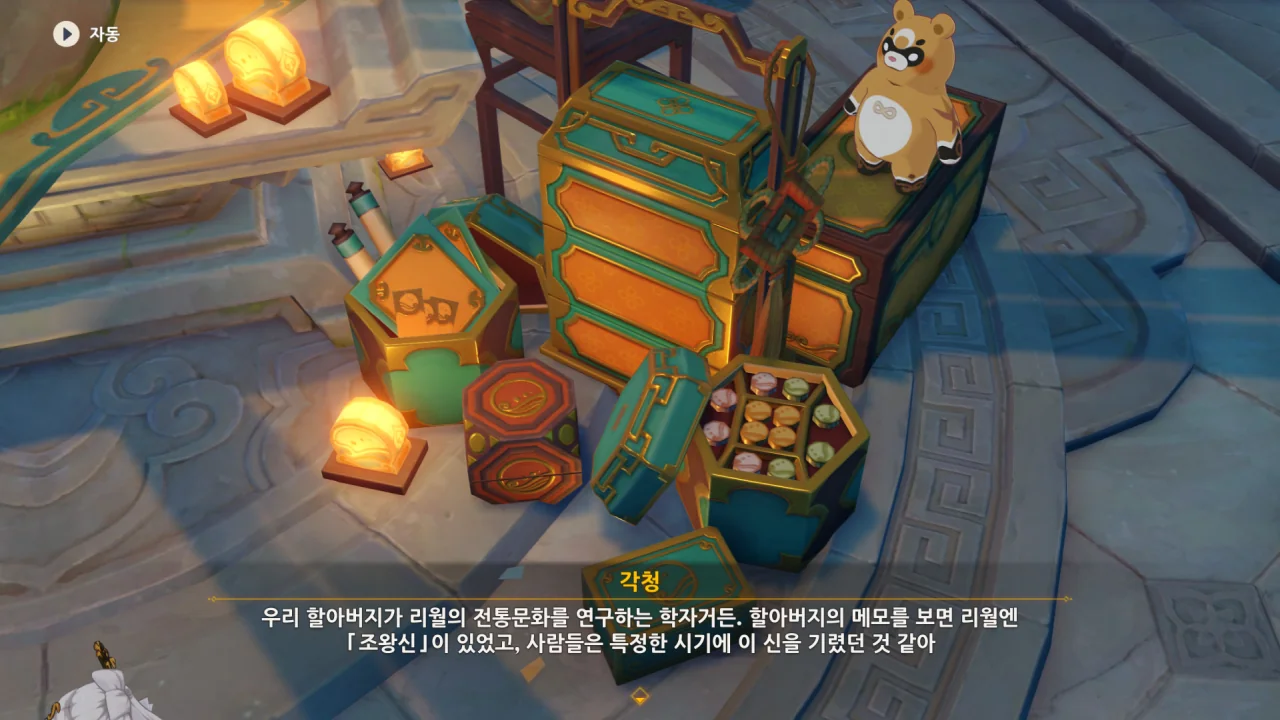 자동
각청
우리 할아버지가 리월의 전통문화를 연구하는 학자거든. 할아버지의 메모를 보면 리월엔
「조왕신」이 있었고, 사람들은 특정한 시기에 이 신을 기렸던 것 같아